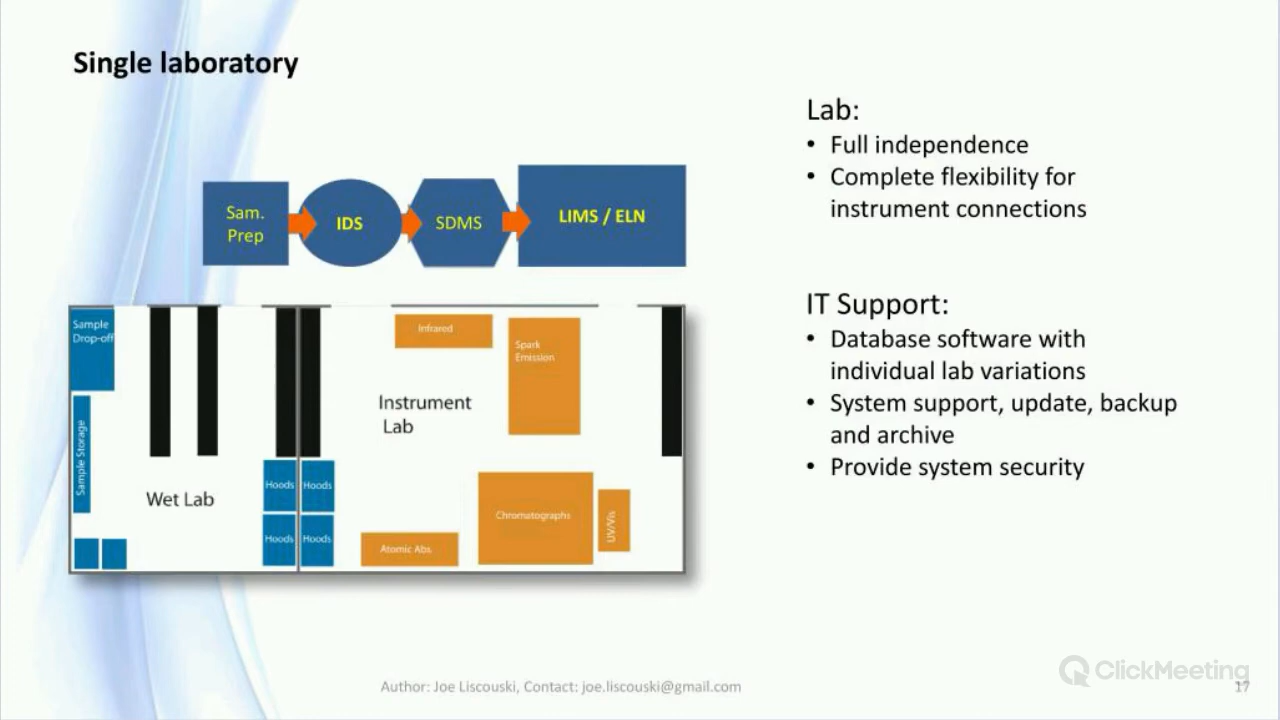 Single laboratory
Sam.
Prep
IDS
SDMS
LIMS / ELN
Sample
Drop-off
Sample Storage
Wet Lab
Hoods
Hoods
Hoods
Hoods
Instrument
Lab
Infrared
Spark
Emission
Chromatographs
UV/Vis
Atomic Abs.
Lab:
• Full independence
• Complete flexibility for
instrument connections
IT Support:
• Database software with
individual lab variations
• System support, update, backup
and archive
• Provide system security
Author: Joe Liscouski, Contact: joe.liscouski@gmail.com
ClickMeeting
17